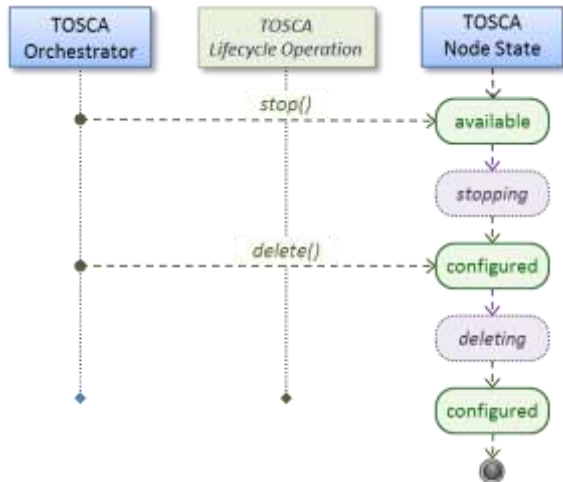 TOSCA
Orchestrator
TOSCA
Lifecycle Operation
TOSCA
Node State
stop()
available
stopping
delete()
configured
deleting
configured